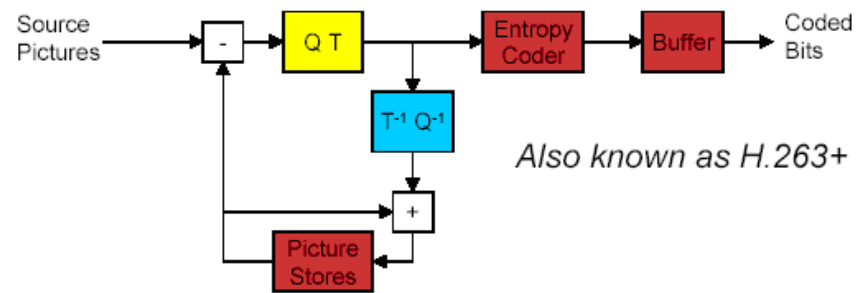 Source
Pictures
-
Q T
Entropy
Coder
Buffer
Coded
Bits
T⁻¹ Q⁻¹
Also known as H.263+
+
Picture
Stores